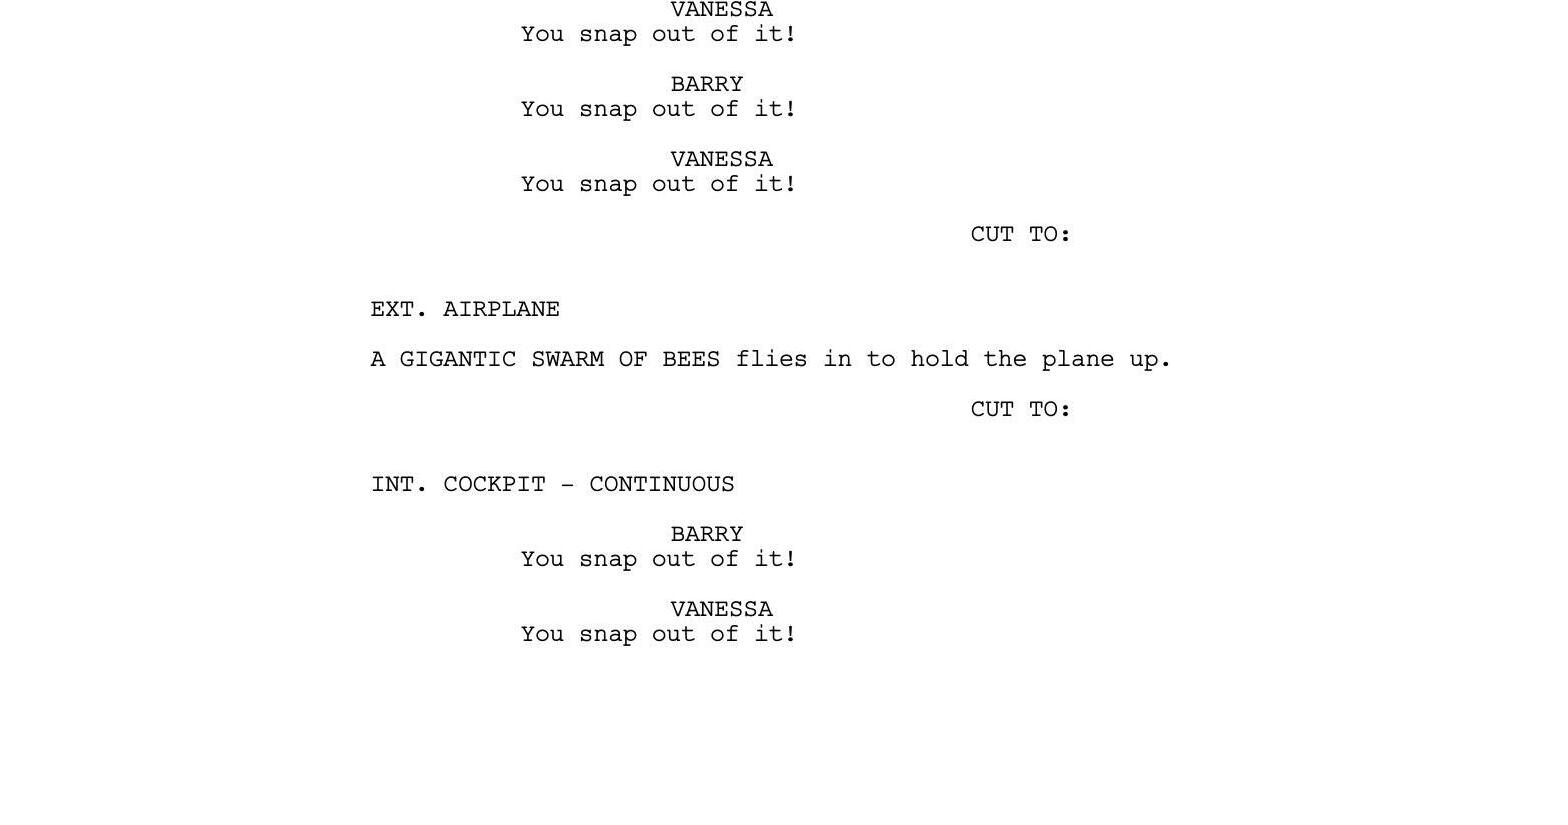 VANESSA
You snap out of it!
BARRY
You snap out of it!
VANESSA
You snap out of it!
CUT TO:
EXT. AIRPLANE
A GIGANTIC SWARM OF BEES flies in to hold the plane up.
CUT TO:
INT. COCKPIT – CONTINUOUS
BARRY
You snap out of it!
VANESSA
You snap out of it!